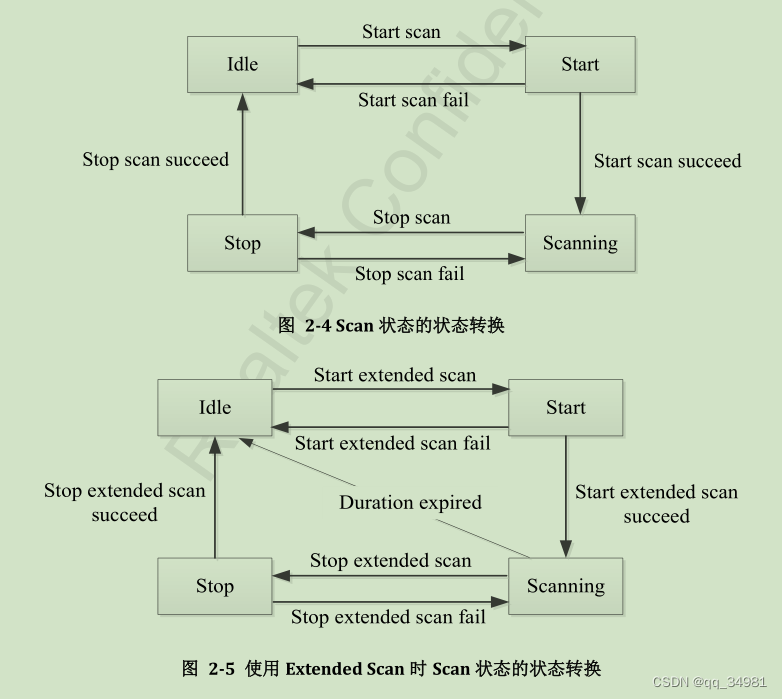 Start scan
Idle
Start
Start scan fail
Stop scan succeed
Start scan succeed
Stop scan
Stop
Scanning
Stop scan fail
图 2-4 Scan 状态的状态转换
Start extended scan
Idle
Start
Start extended scan fail
Stop extended scan
succeed
Duration expired
Start extended scan
succeed
Stop extended scan
Stop
Scanning
Stop extended scan fail
图 2-5 使用 Extended Scan 时 Scan 状态的状态转换
CSDN @qq_34981